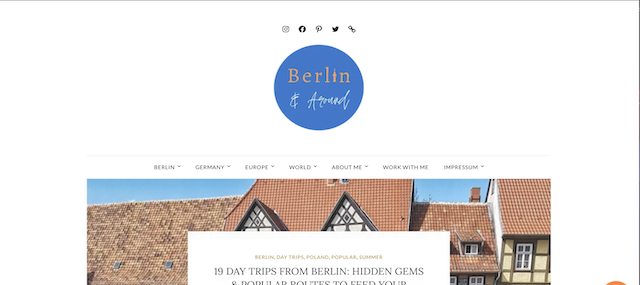 Berlin
& Around
BERLIN GERMANY EUROPE WORLD ABOUT ME WORK WITH ME IMPRESSUM
BERLIN, DAY TRIPS, POLAND, POPULAR, SUMMER
19 DAY TRIPS FROM BERLIN: HIDDEN GEMS
& POPULAR ROUTES TO FEED YOUR